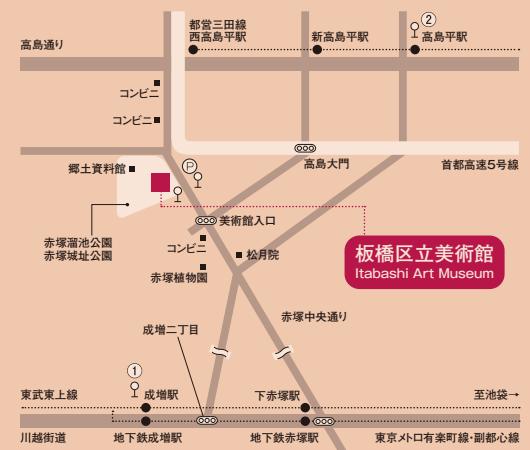 都営三田線
西高島平駅
新高島平駅
②
高島平駅
高島通り
コンビニ
コンビニ
郷土資料館
Ⓟ
高島大門
首都高速5号線
美術館入口
赤塚溜池公園
赤塚城址公園
コンビニ
松月院
赤塚植物園
板橋区立美術館
Itabashi Art Museum
赤塚中央通り
成増二丁目
①
東武東上線
成増駅
下赤塚駅
至池袋→
川越街道
地下鉄成増駅
地下鉄赤塚駅
東京メトロ有楽町線・副都心線